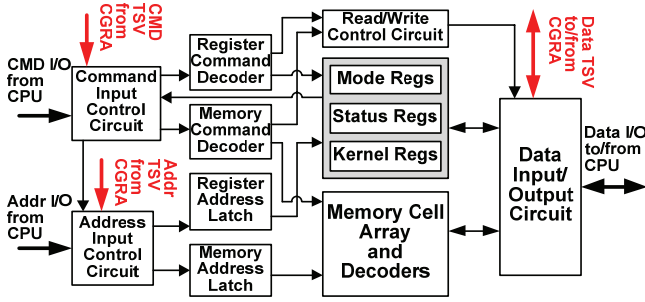 CMD TSV
from
CGRA
CMD I/O
from
CPU
Command
Input
Control
Circuit
Register
Command
Decoder
Memory
Command
Decoder
Read/Write
Control Circuit
Mode Regs
Status Regs
Kernel Regs
Data TSV
to/from
CGRA
Data I/O
to/from
CPU
Data
Input/
Output
Circuit
Addr
TSV
from
CGRA
Addr I/O
from
CPU
Address
Input
Control
Circuit
Register
Address
Latch
Memory
Address
Latch
Memory Cell
Array
and
Decoders